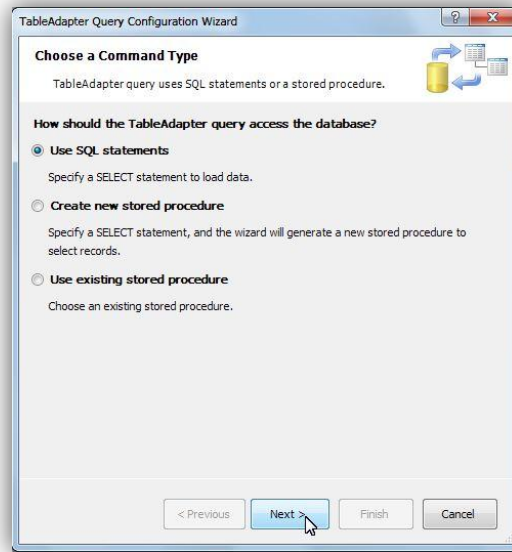 TableAdapter Query Configuration Wizard
Choose a Command Type
TableAdapter query uses SQL statements or a stored procedure.
How should the TableAdapter query access the database?
Use SQL statements
Specify a SELECT statement to load data.
Create new stored procedure
Specify a SELECT statement, and the wizard will generate a new stored procedure to
select records.
Use existing stored procedure
Choose an existing stored procedure.
< Previous Next > Finish Cancel